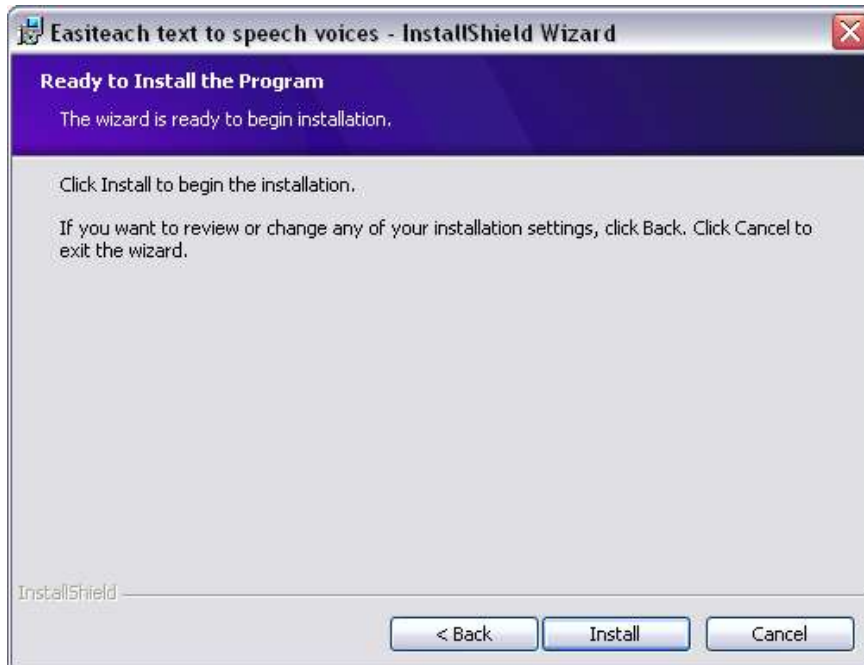 Easiteach text to speech voices - InstallShield Wizard
Ready to Install the Program
The wizard is ready to begin installation.
Click Install to begin the installation.
If you want to review or change any of your installation settings, click Back. Click Cancel to
exit the wizard.
InstallShield
< Back
Install
Cancel